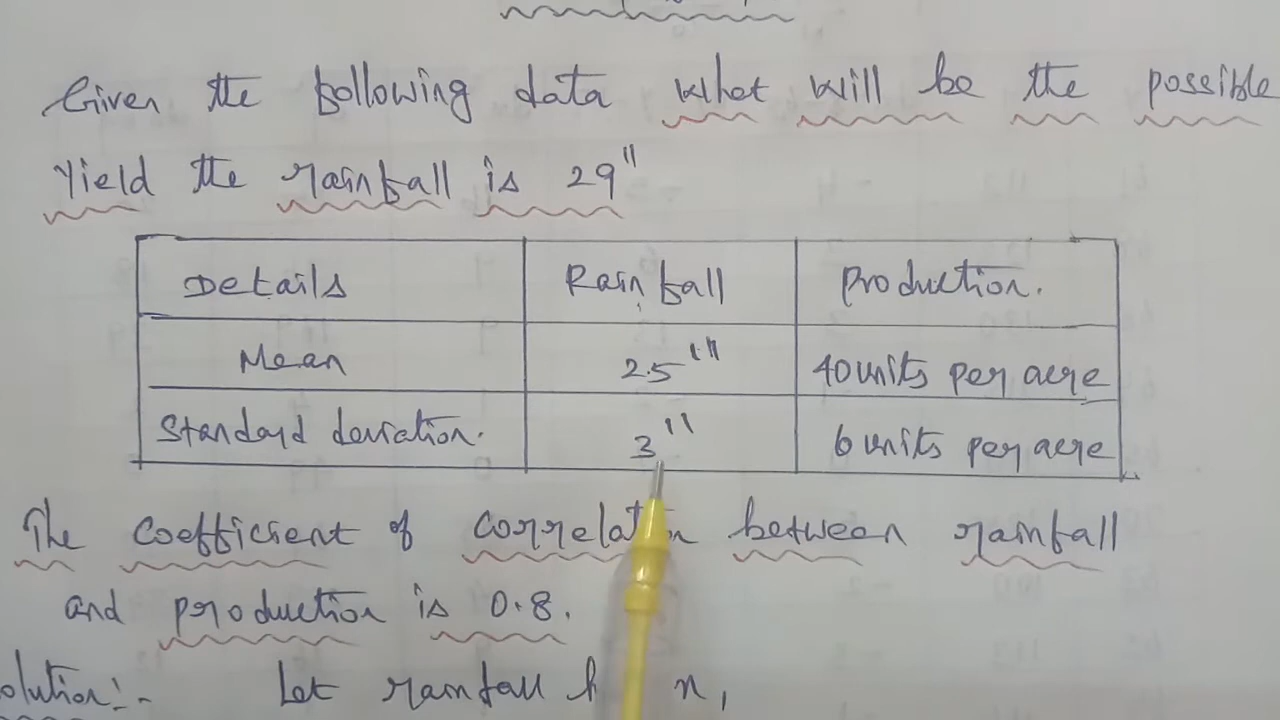 Given the following data what will be the possible
yield the rainfall is 29"
Details Rainfall Production.
Mean 25" 40 units per acre
Standard deviation. 3" 6 units per acre
The coefficient of correlation between rainfall
and production is 0.8.
olution:- Let rainfall x,